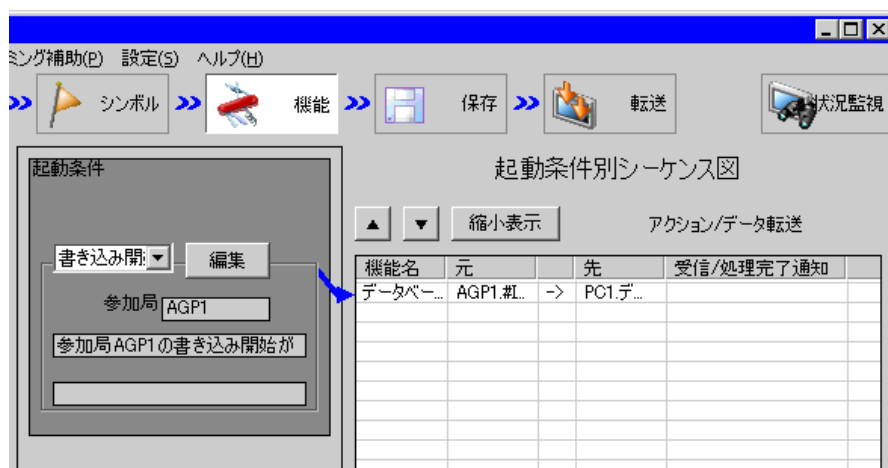 ミング補助(P) 設定(S) ヘルプ(H)
シンボル 機能 保存 転送 状況監視
起動条件
起動条件別シーケンス図
縮小表示 アクション/データ転送
書き込み開 編集
参加局 AGP1
参加局AGP1の書き込み開始が
機能名 元 先 受信/処理完了通知
データベー... AGP1.#I... -> PC1.デ...